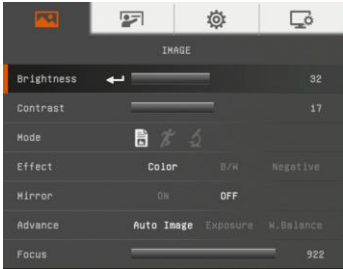 IMAGE
Brightness 32
Contrast 17
Mode
Effect Color B/W Negative
Mirror ON OFF
Advance Auto Image Exposure W.Balance
Focus 922